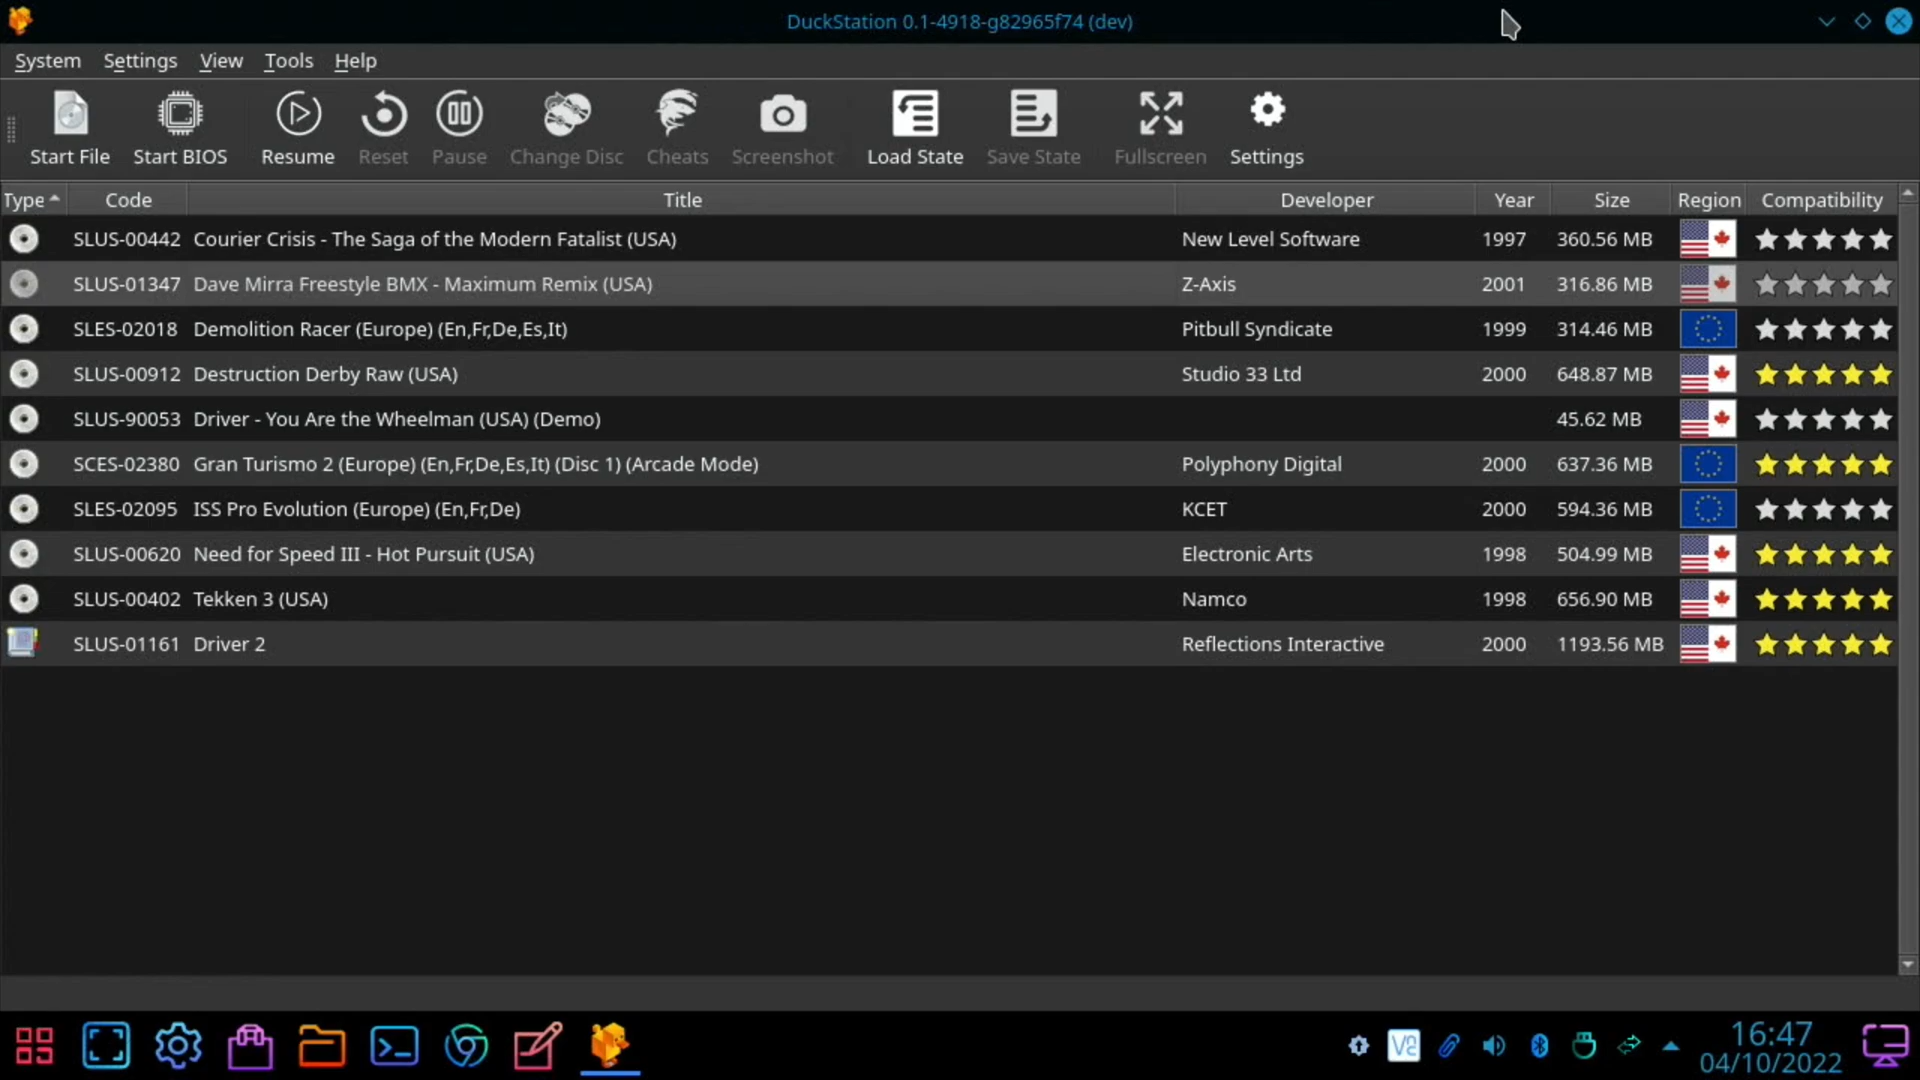 DuckStation 0.1-4918-g82965f74 (dev)
System Settings View Tools Help
Start File Start BIOS Resume Reset Pause Change Disc Cheats Screenshot Load State Save State Fullscreen Settings
Type Code Title Developer Year Size Region Compatibility
SLUS-00442 Courier Crisis - The Saga of the Modern Fatalist (USA) New Level Software 1997 360.56 MB
SLUS-01347 Dave Mirra Freestyle BMX - Maximum Remix (USA) Z-Axis 2001 316.86 MB
SLES-02018 Demolition Racer (Europe) (En,Fr,De,Es,It) Pitbull Syndicate 1999 314.46 MB
SLUS-00912 Destruction Derby Raw (USA) Studio 33 Ltd 2000 648.87 MB
SLUS-90053 Driver - You Are the Wheelman (USA) (Demo) 45.62 MB
SCES-02380 Gran Turismo 2 (Europe) (En,Fr,De,Es,It) (Disc 1) (Arcade Mode) Polyphony Digital 2000 637.36 MB
SLES-02095 ISS Pro Evolution (Europe) (En,Fr,De) KCET 2000 594.36 MB
SLUS-00620 Need for Speed III - Hot Pursuit (USA) Electronic Arts 1998 504.99 MB
SLUS-00402 Tekken 3 (USA) Namco 1998 656.90 MB
SLUS-01161 Driver 2 Reflections Interactive 2000 1193.56 MB
16:47
04/10/2022